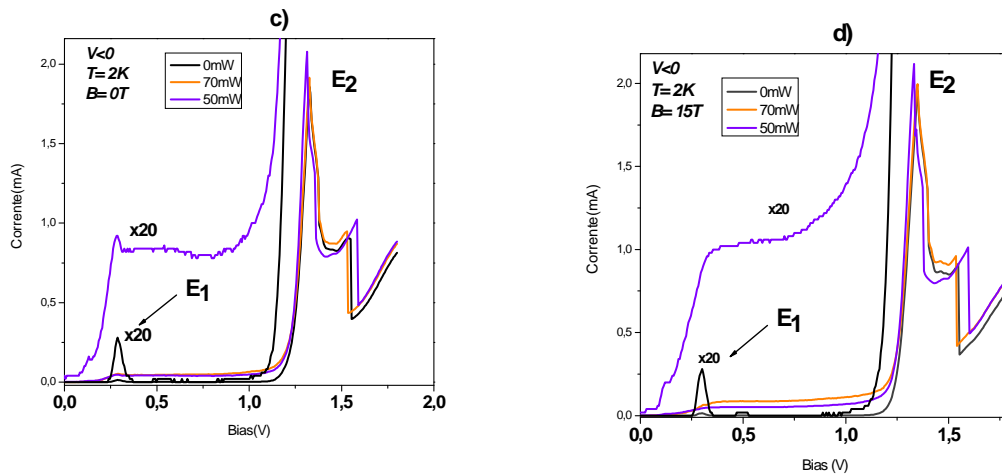 c)
V<0
T= 2K
B= 0T
0mW
70mW
50mW
E2
x20
E1
x20
Corrente(mA)
2,0
1,5
1,0
0,5
0,0
0,0 0,5 1,0 1,5 2,0
Bias(V)
d)
V<0
T= 2K
B= 15T
0mW
70mW
50mW
E2
x20
E1
x20
Corrente(mA)
2,0
1,5
1,0
0,5
0,0
0,0 0,5 1,0 1,5
Bias (V)